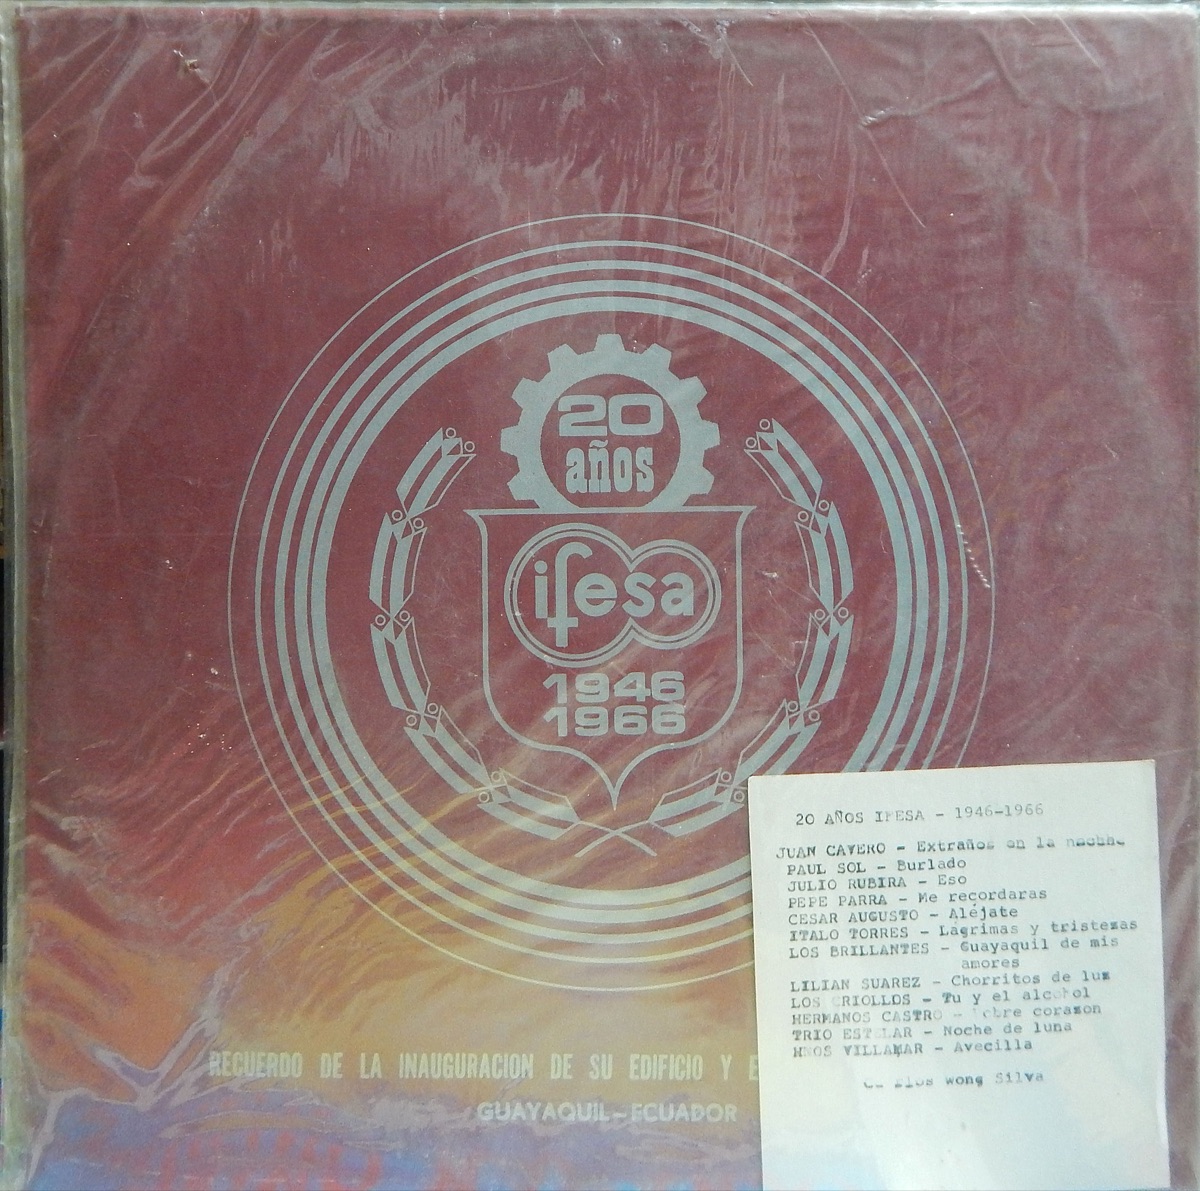 20
años
ifesa
1946
1966
RECUERDO DE LA INAUGURACION DE SU EDIFICIO Y E
GUAYAQUIL-ECUADOR
20 AÑOS IFESA - 1946-1966
JUAN CAVERO - Extraños en la
PAUL SOL - Burlado
JULIO RUBIRA - Eso
PEPE PARRA - Me recordaras
CESAR AUGUSTO - Aléjate
ITALO TORRES - Lágrimas y tristezas
LOS BRILLANTES - Guayaquil de mis
amores
LILIAN SUAREZ - Chorritos de luz
LOS CRIOLLOS - Tu y el alcohol
HERMANOS CASTRO - corazon
TRIO ESTELAR - Noche de luna
VILLAMAR - Avecilla
wong Silva